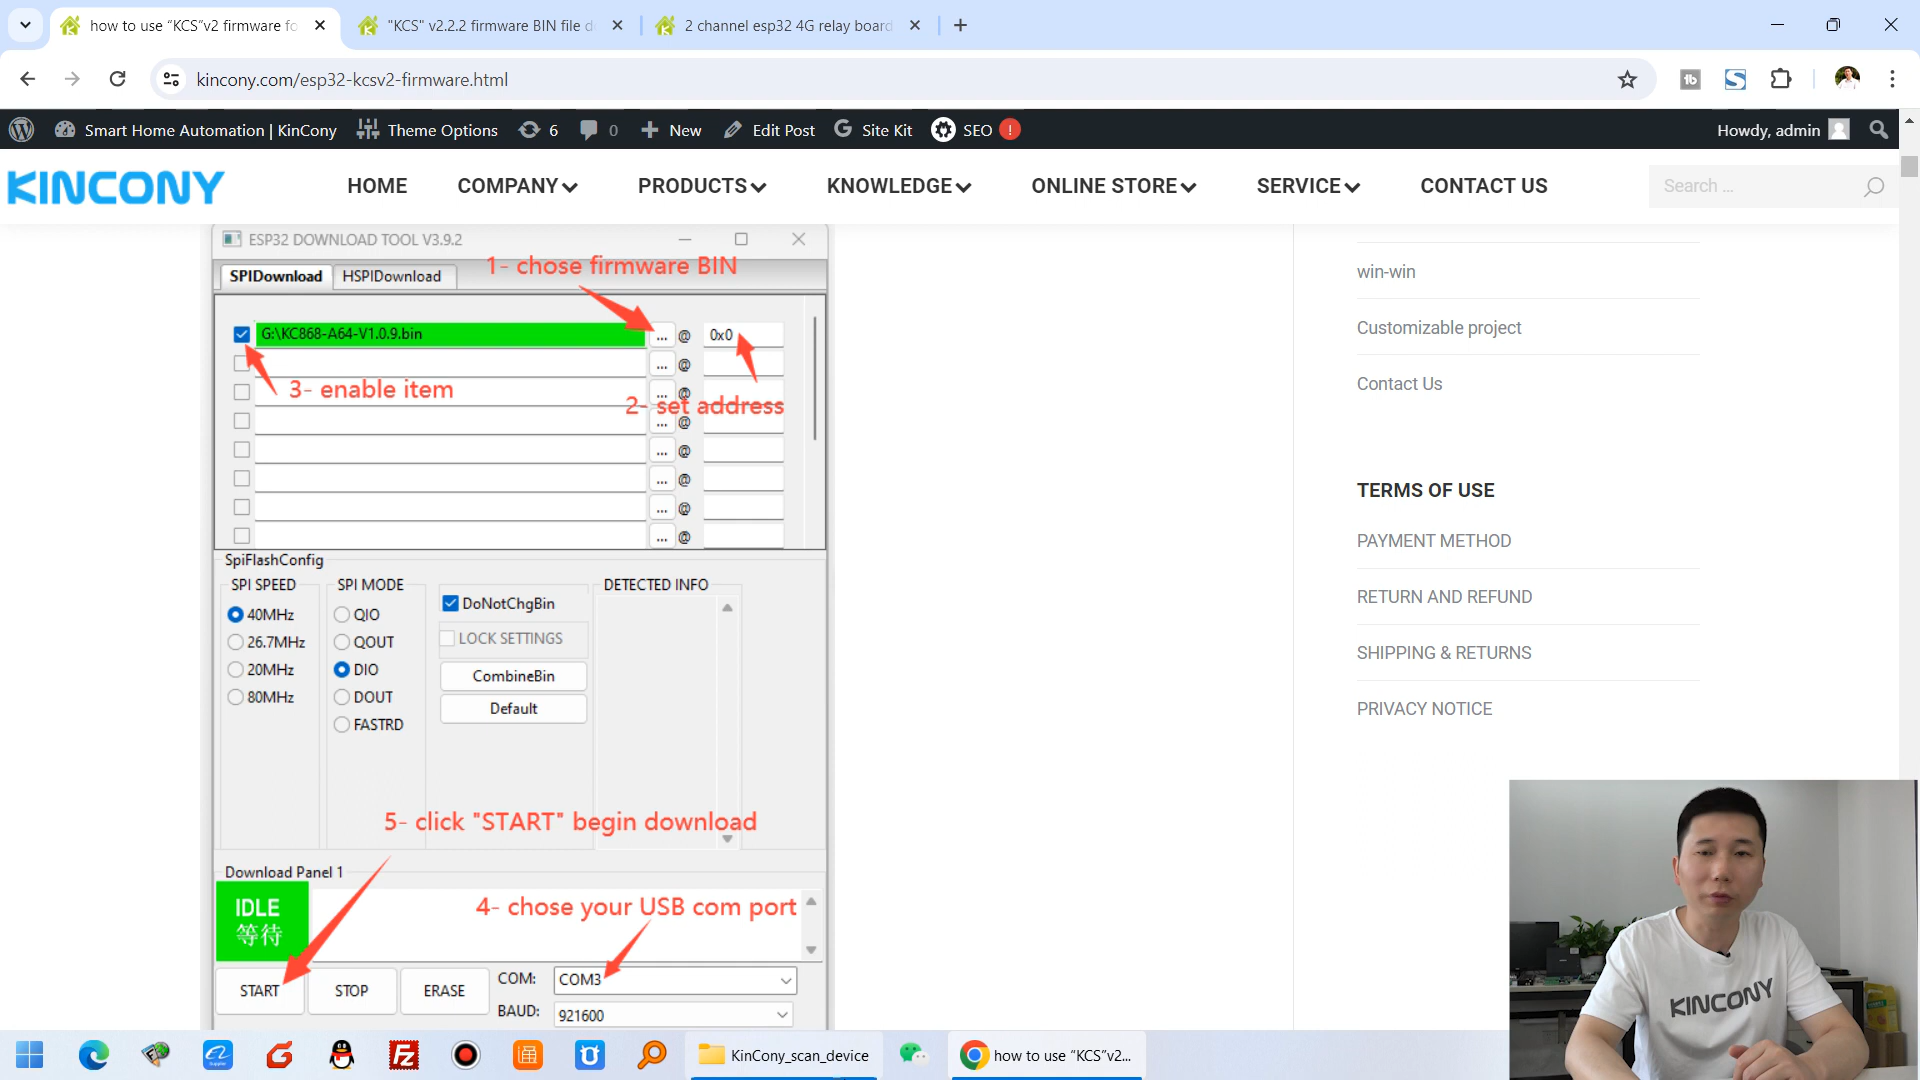 how to use “KCS”v2 firmware fo
"KCS" v2.2.2 firmware BIN file d
2 channel esp32 4G relay board
kincony.com/esp32-kcsv2-firmware.html
Smart Home Automation | KinCony
Theme Options
6
0
New
Edit Post
Site Kit
SEO
!
Howdy, admin
KINCONY
HOME
COMPANY
PRODUCTS
KNOWLEDGE
ONLINE STORE
SERVICE
CONTACT US
Search ...
ESP32 DOWNLOAD TOOL V3.9.2
SPIDownload
HSPIDownload
1- chose firmware BIN
G:\KC868-A64-V1.0.9.bin
... @
0x0
... @
3- enable item
... @
2- set address
... @
... @
... @
... @
... @
SpiFlashConfig
SPI SPEED
40MHz
26.7MHz
20MHz
80MHz
SPI MODE
QIO
QOUT
DIO
DOUT
FASTRD
DoNotChgBin
LOCK SETTINGS
CombineBin
Default
DETECTED INFO
5- click "START" begin download
Download Panel 1
IDLE
等待
4- chose your USB com port
START
STOP
ERASE
COM:
COM3
BAUD:
921600
win-win
Customizable project
Contact Us
TERMS OF USE
PAYMENT METHOD
RETURN AND REFUND
SHIPPING & RETURNS
PRIVACY NOTICE
KINCONY
KinCony_scan_device
how to use “KCS”v2...